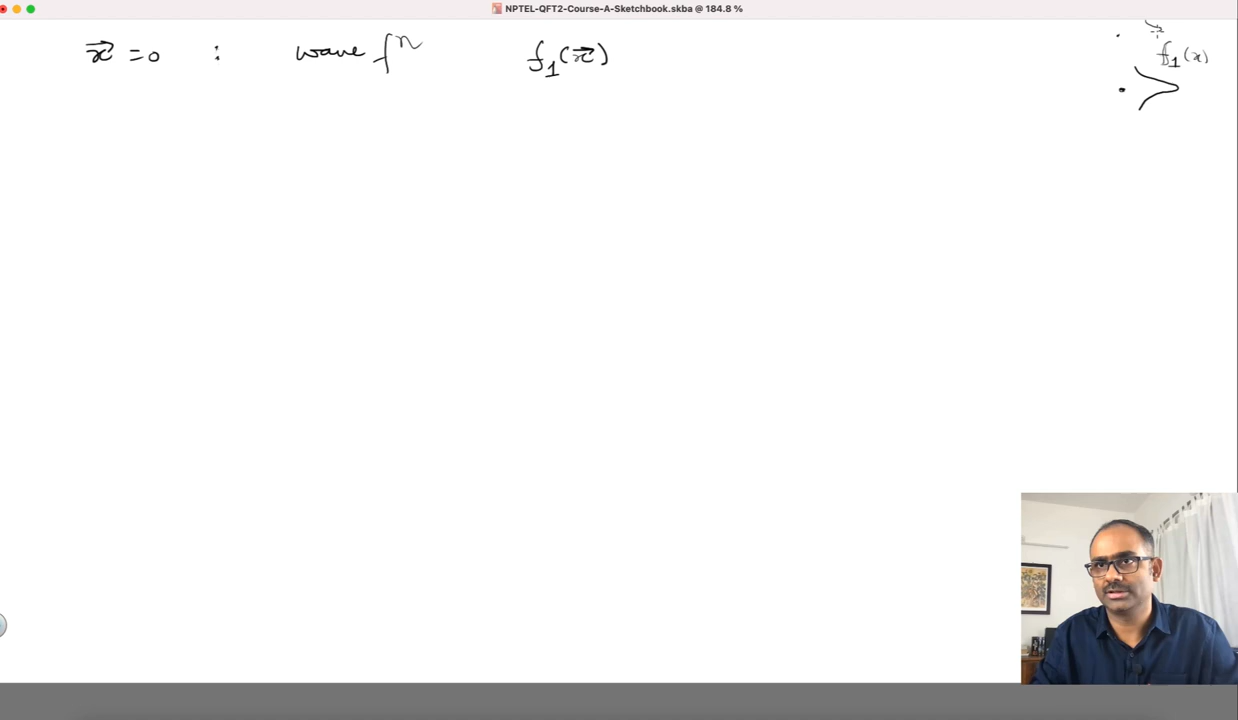 NPTEL-QFT2-Course-A-Sketchbook.skba @ 184.8 %
x⃗ = 0 : wave fⁿ f₁(x⃗)
f₁(x)